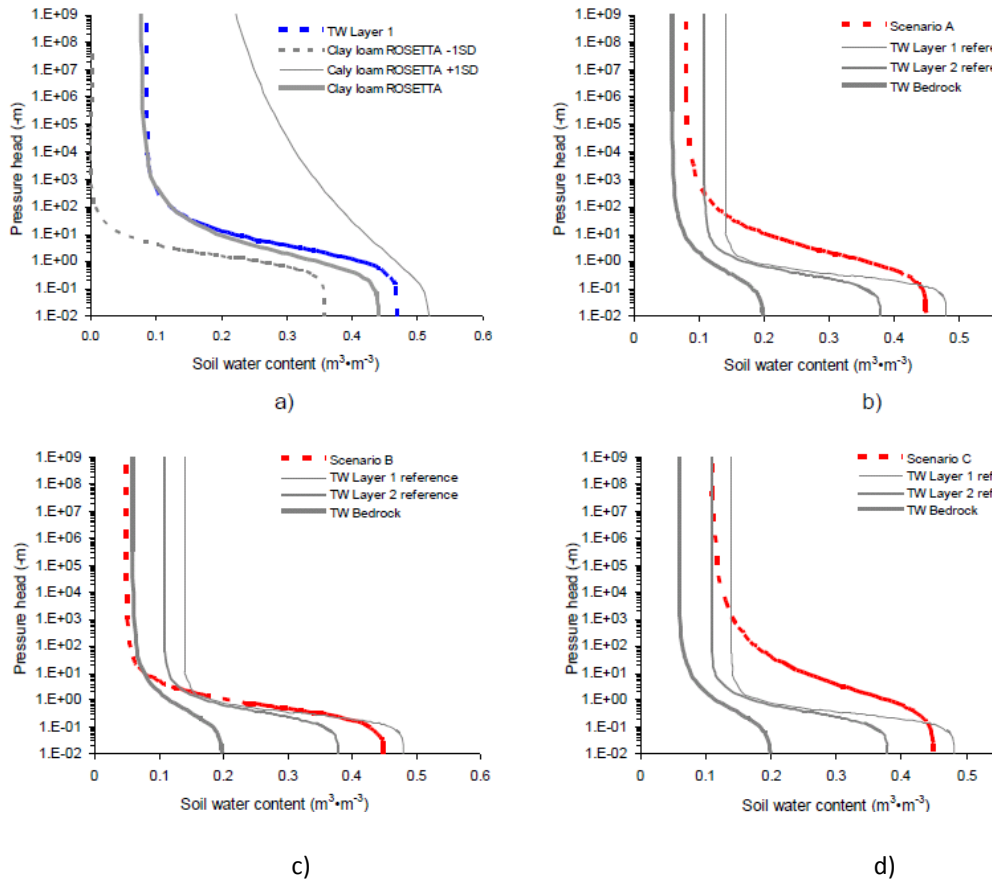 1.E+09
1.E+08
1.E+07
1.E+06
1.E+05
1.E+04
1.E+03
1.E+02
1.E+01
1.E+00
1.E-01
1.E-02
Pressure head (-m)
TW Layer 1
Clay loam ROSETTA -1SD
Caly loam ROSETTA +1SD
Clay loam ROSETTA
0.0 0.1 0.2 0.3 0.4 0.5 0.6
Soil water content (m³•m⁻³)
a)
1.E+09
1.E+08
1.E+07
1.E+06
1.E+05
1.E+04
1.E+03
1.E+02
1.E+01
1.E+00
1.E-01
1.E-02
Pressure head (-m)
Scenario A
TW Layer 1 refere
TW Layer 2 refere
TW Bedrock
0 0.1 0.2 0.3 0.4 0.5
Soil water content (m³•m⁻³)
b)
1.E+09
1.E+08
1.E+07
1.E+06
1.E+05
1.E+04
1.E+03
1.E+02
1.E+01
1.E+00
1.E-01
1.E-02
Pressure head (-m)
Scenario B
TW Layer 1 reference
TW Layer 2 reference
TW Bedrock
0 0.1 0.2 0.3 0.4 0.5 0.6
Soil water content (m³•m⁻³)
c)
1.E+09
1.E+08
1.E+07
1.E+06
1.E+05
1.E+04
1.E+03
1.E+02
1.E+01
1.E+00
1.E-01
1.E-02
Pressure head (-m)
Scenario C
TW Layer 1 ref
TW Layer 2 ref
TW Bedrock
0 0.1 0.2 0.3 0.4 0.5
Soil water content (m³•m⁻³)
d)